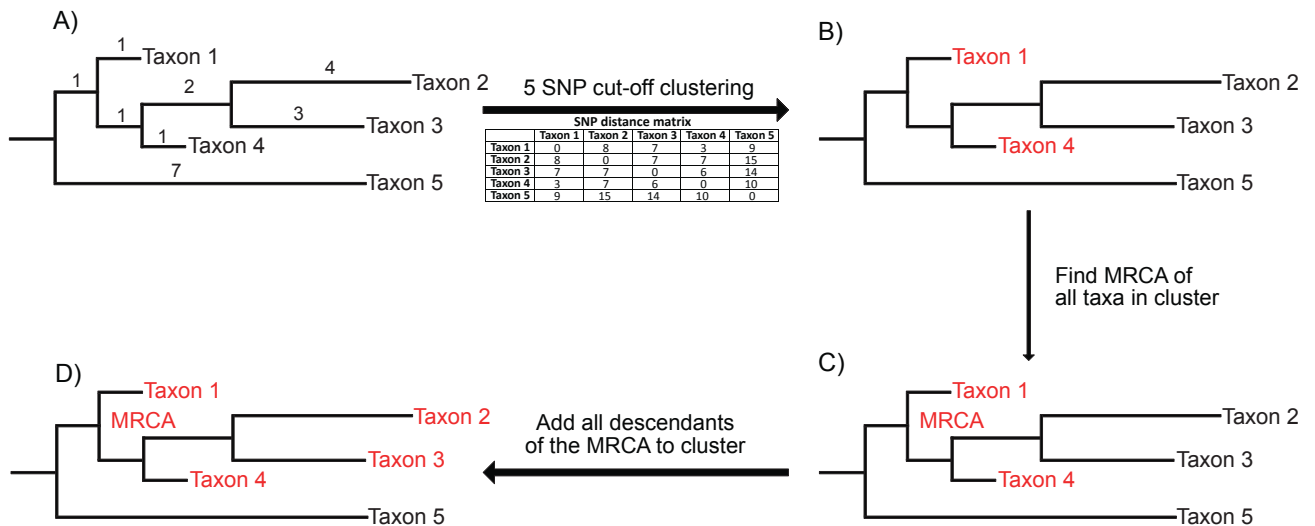 A)
1
Taxon 1
1
4
2
Taxon 2
1
3
Taxon 3
1
Taxon 4
7
Taxon 5
5 SNP cut-off clustering
SNP distance matrix
Taxon 1 Taxon 2 Taxon 3 Taxon 4 Taxon 5
Taxon 1 0 8 7 3 9
Taxon 2 8 0 7 7 15
Taxon 3 7 7 0 6 14
Taxon 4 3 7 6 0 10
Taxon 5 9 15 14 10 0
B)
Taxon 1
Taxon 2
Taxon 3
Taxon 4
Taxon 5
Find MRCA of
all taxa in cluster
C)
Taxon 1
MRCA
Taxon 2
Taxon 3
Taxon 4
Taxon 5
Add all descendants
of the MRCA to cluster
D)
Taxon 1
MRCA
Taxon 2
Taxon 3
Taxon 4
Taxon 5